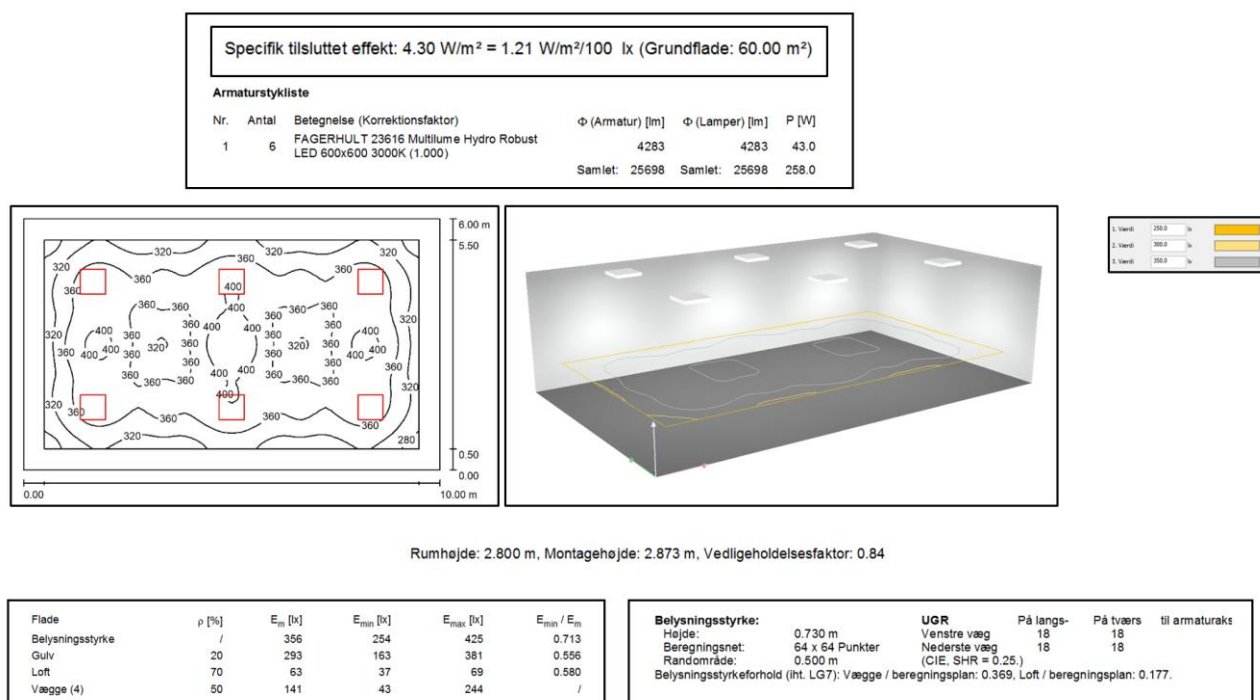 Specifik tilsluttet effekt: 4.30 W/m² = 1.21 W/m²/100 lx (Grundflade: 60.00 m²)
Armaturstykliste
Nr. Antal Betegnelse (Korrektionsfaktor) Φ (Armatur) [lm] Φ (Lamper) [lm] P [W]
1 6 FAGERHULT 23616 Multilume Hydro Robust
LED 600x600 3000K (1.000) 4283 4283 43.0
Samlet: 25698 Samlet: 25698 258.0
6.00 m
5.50
320 320 320 320
360 360 360 360
400
360 360 400 360 360
320 360 360 400 400 360 360 400 320
400 400 360 320 360 360 320 360 400 400
360 360 360 400 400 360 360 360
360 360 360 400 360 360 360
320 360 400 360 320
360 360 360
320 320 280
0.50
0.00
0.00 10.00 m
1. Værdi 250.0 lx
2. Værdi 300.0 lx
3. Værdi 350.0 lx
Rumhøjde: 2.800 m, Montagehøjde: 2.873 m, Vedligeholdelsesfaktor: 0.84
Flade ρ [%] Em [lx] Emin [lx] Emax [lx] Emin / Em
Belysningsstyrke / 356 254 425 0.713
Gulv 20 293 163 381 0.556
Loft 70 63 37 69 0.580
Vægge (4) 50 141 43 244 /
Belysningsstyrke: UGR På langs- På tværs til armaturaks
Højde: 0.730 m Venstre væg 18 18
Beregningsnet: 64 x 64 Punkter Nederste væg 18 18
Randområde: 0.500 m (CIE, SHR = 0.25.)
Belysningsstyrkeforhold (iht. LG7): Vægge / beregningsplan: 0.369, Loft / beregningsplan: 0.177.